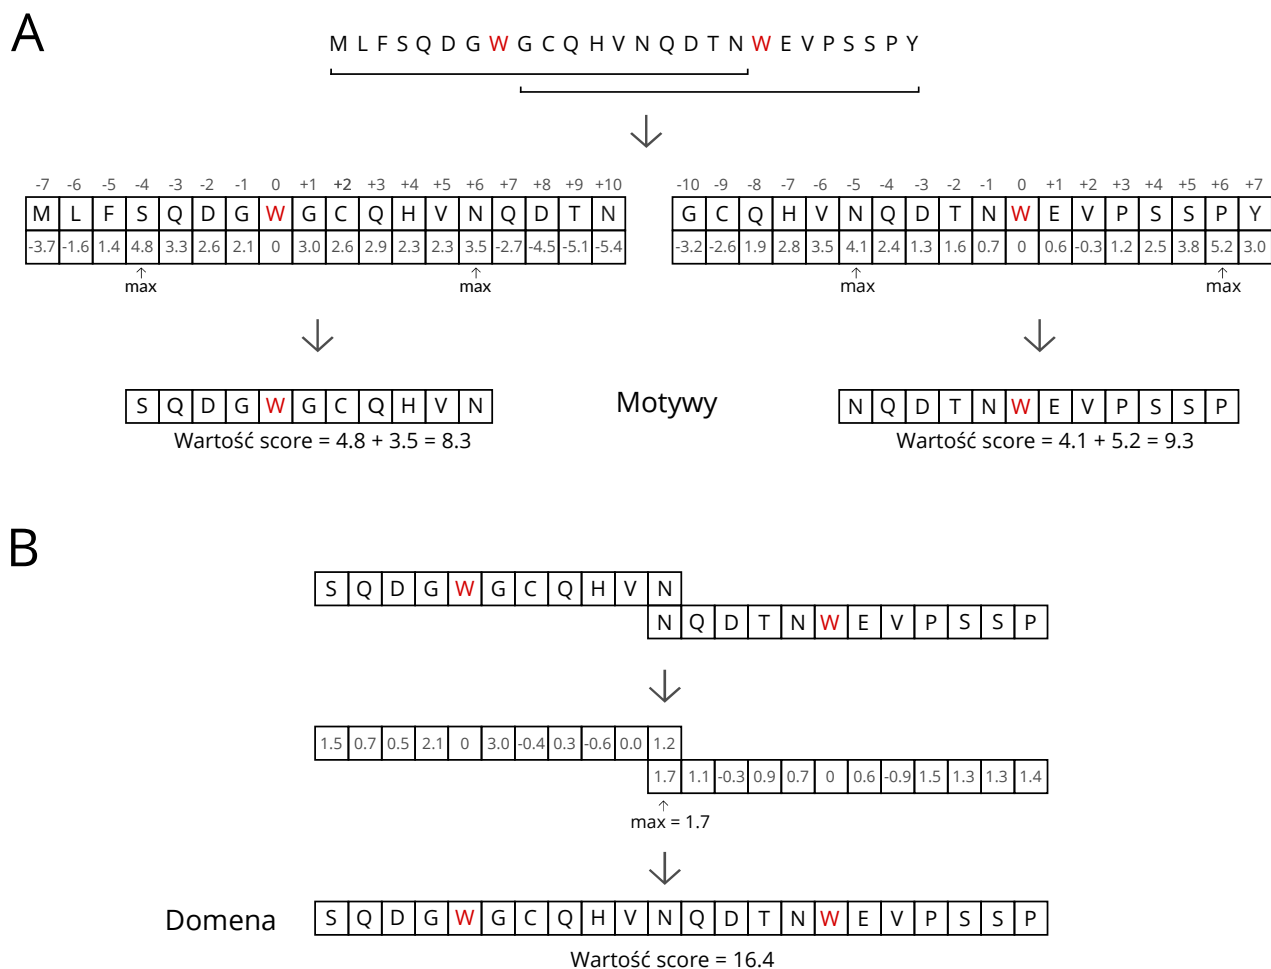 A
M L F S Q D G W G C Q H V N Q D T N W E V P S S P Y
-7 -6 -5 -4 -3 -2 -1 0 +1 +2 +3 +4 +5 +6 +7 +8 +9 +10
M L F S Q D G W G C Q H V N Q D T N
-3.7 -1.6 1.4 4.8 3.3 2.6 2.1 0 3.0 2.6 2.9 2.3 2.3 3.5 -2.7 -4.5 -5.1 -5.4
max max
-10 -9 -8 -7 -6 -5 -4 -3 -2 -1 0 +1 +2 +3 +4 +5 +6 +7
G C Q H V N Q D T N W E V P S S P Y
-3.2 -2.6 1.9 2.8 3.5 4.1 2.4 1.3 1.6 0.7 0 0.6 -0.3 1.2 2.5 3.8 5.2 3.0
max max
S Q D G W G C Q H V N
Wartość score = 4.8 + 3.5 = 8.3
Motywy
N Q D T N W E V P S S P
Wartość score = 4.1 + 5.2 = 9.3
B
S Q D G W G C Q H V N
N Q D T N W E V P S S P
1.5 0.7 0.5 2.1 0 3.0 -0.4 0.3 -0.6 0.0 1.2
1.7 1.1 -0.3 0.9 0.7 0 0.6 -0.9 1.5 1.3 1.3 1.4
max = 1.7
Domena
S Q D G W G C Q H V N Q D T N W E V P S S P
Wartość score = 16.4